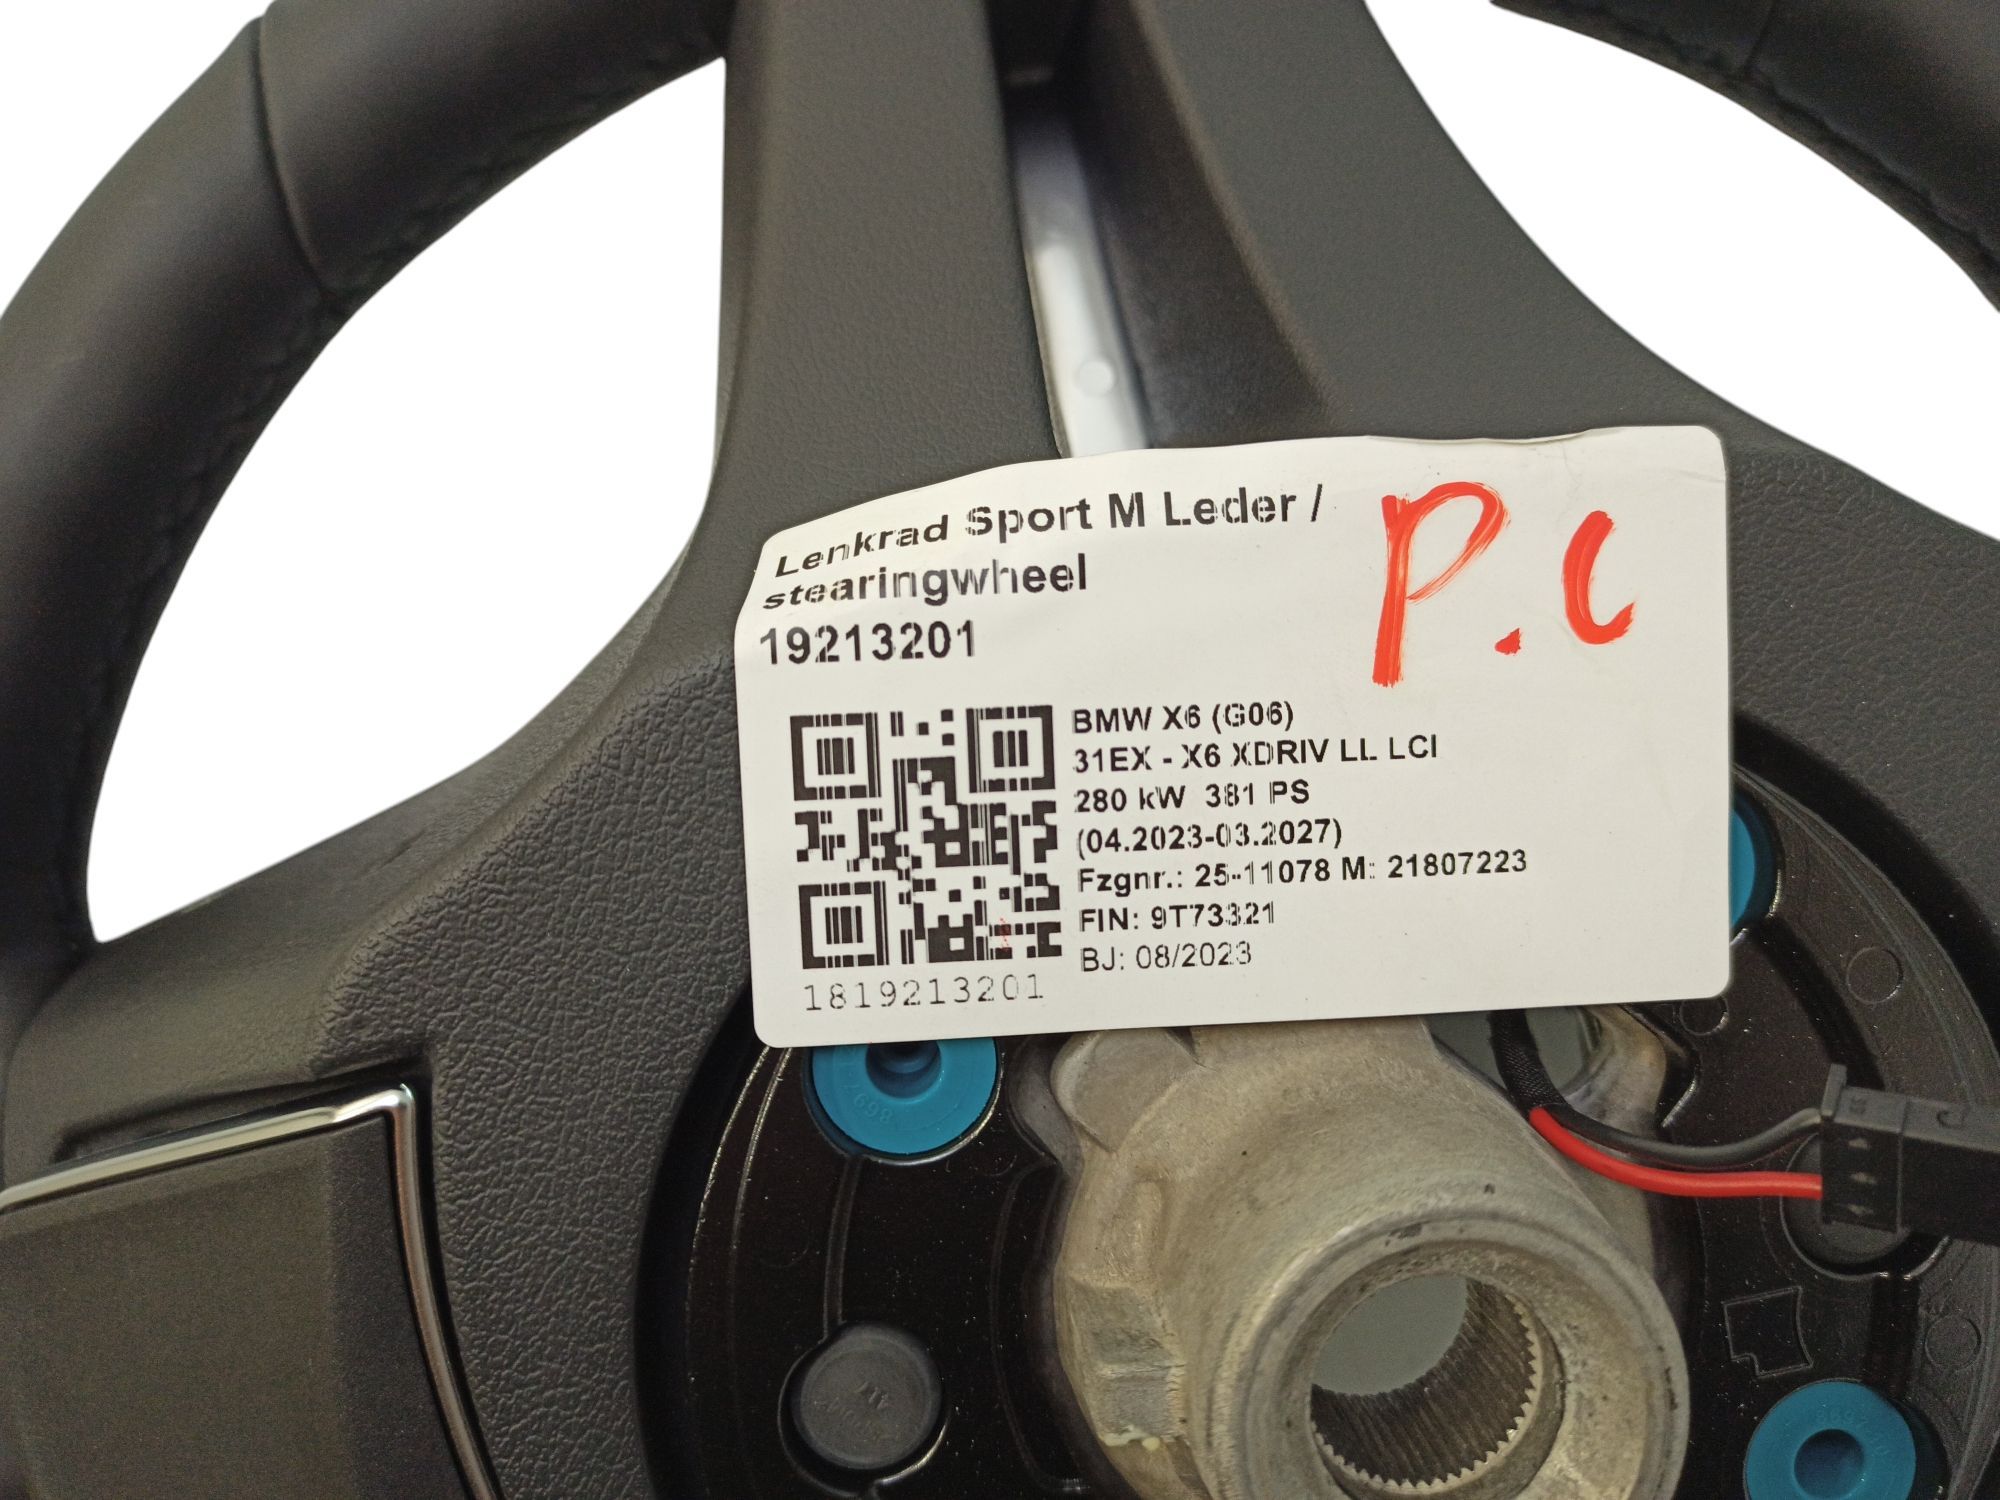 Lenkrad Sport M Leder /
stearingwheel
19213201
P.C
BMW X6 (G06)
31EX - X6 XDRIV LL LCI
280 kW 381 PS
(04.2023-03.2027)
Fzgnr.: 25-11078 M: 21807223
FIN: 9T73321
BJ: 08/2023
1819213201